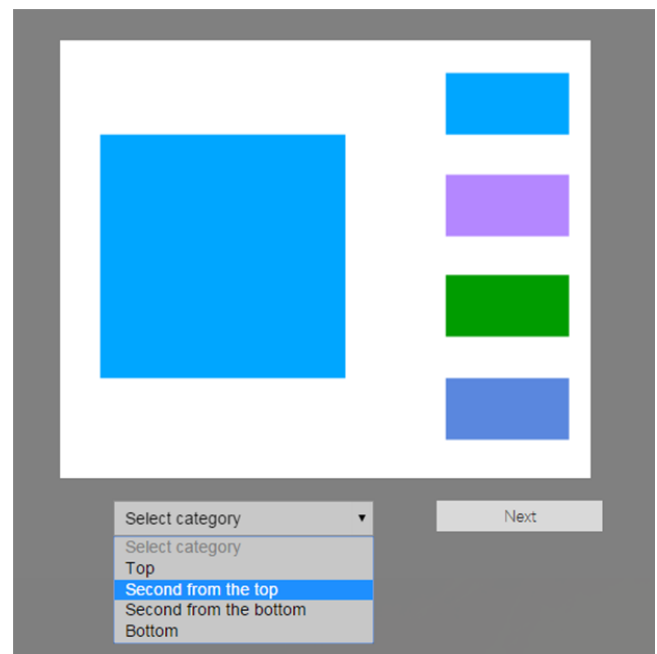 Select category
Next
Select category
Top
Second from the top
Second from the bottom
Bottom